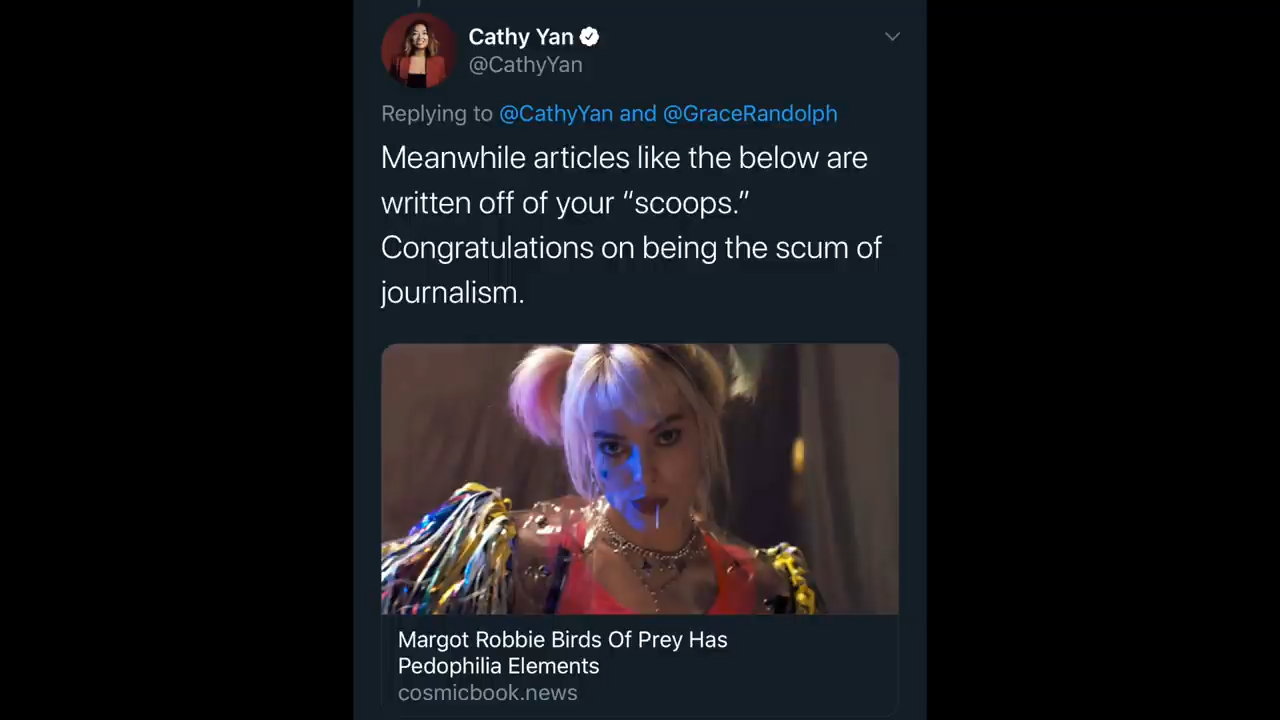 Cathy Yan
@CathyYan
Replying to @CathyYan and @GraceRandolph
Meanwhile articles like the below are
written off of your “scoops.”
Congratulations on being the scum of
journalism.
Margot Robbie Birds Of Prey Has
Pedophilia Elements
cosmicbook.news